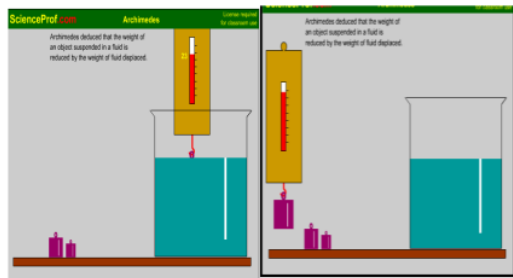 ScienceProf.com
Archimedes
License required
for classroom use
Archimedes deduced that the weight of
an object suspended in a fluid is
reduced by the weight of fluid displaced.
Archimedes deduced that the weight of
an object suspended in a fluid is
reduced by the weight of fluid displaced.